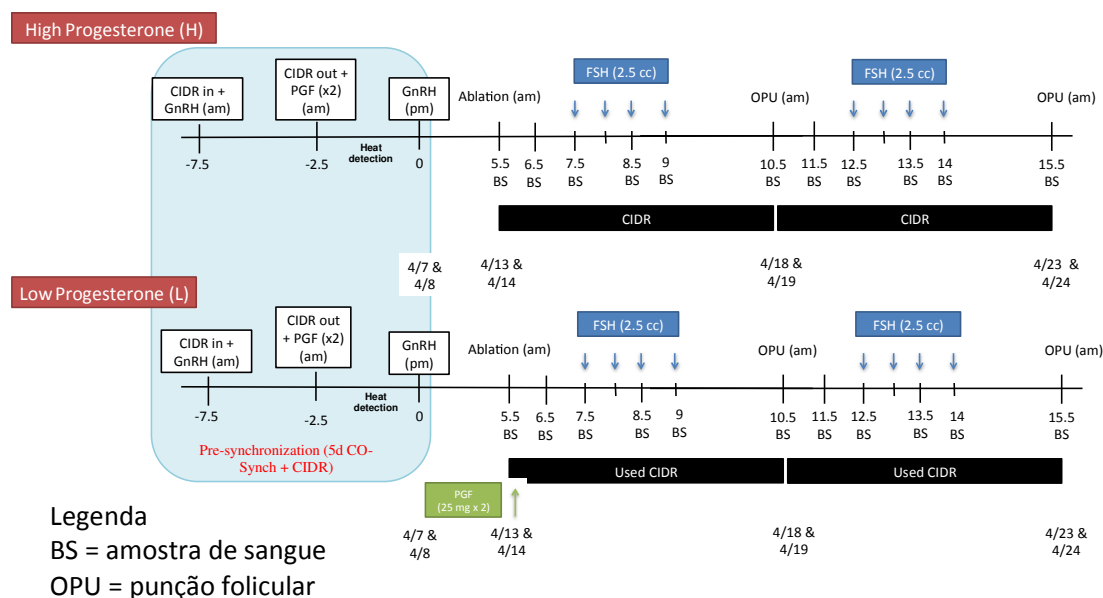 High Progesterone (H)
CIDR in +
GnRH (am)
CIDR out +
PGF (x2)
(am)
GnRH
(pm)
Ablation (am)
FSH (2.5 cc)
OPU (am)
FSH (2.5 cc)
OPU (am)
Heat
detection
-7.5
-2.5
0
5.5
BS
6.5
BS
7.5
BS
8.5
BS
9
BS
10.5
BS
11.5
BS
12.5
BS
13.5
BS
14
BS
15.5
BS
CIDR
CIDR
4/7 &
4/8
4/13 &
4/14
4/18 &
4/19
4/23 &
4/24
Low Progesterone (L)
CIDR in +
GnRH (am)
CIDR out
+ PGF (x2)
(am)
GnRH
(pm)
Ablation (am)
FSH (2.5 cc)
OPU (am)
FSH (2.5 cc)
OPU (am)
Heat
detection
-7.5
-2.5
0
5.5
BS
6.5
BS
7.5
BS
8.5
BS
9
BS
10.5
BS
11.5
BS
12.5
BS
13.5
BS
14
BS
15.5
BS
Pre-synchronization (5d CO-
Synch + CIDR)
Used CIDR
Used CIDR
PGF
(25 mg x 2)
4/7 &
4/8
4/13 &
4/14
4/18 &
4/19
4/23 &
4/24
Legenda
BS = amostra de sangue
OPU = punção folicular